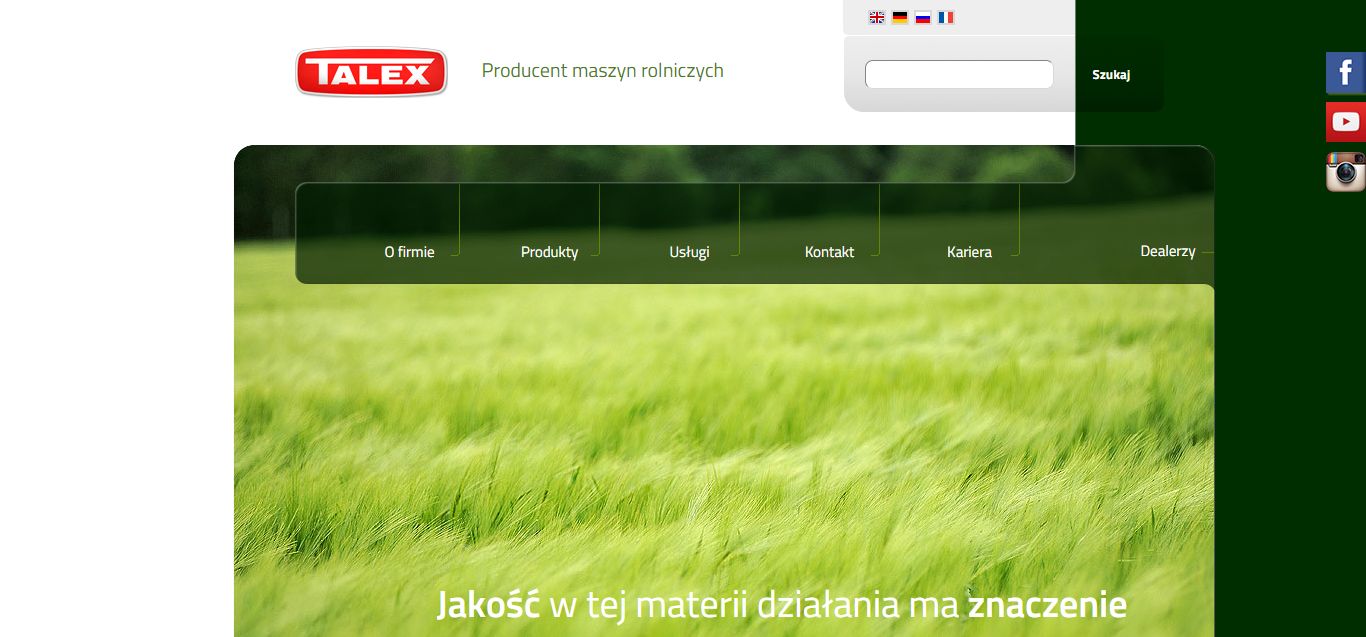 TALEX
Producent maszyn rolniczych
Szukaj
O firmie
Produkty
Usługi
Kontakt
Kariera
Dealerzy
Jakość w tej materii działania ma znaczenie